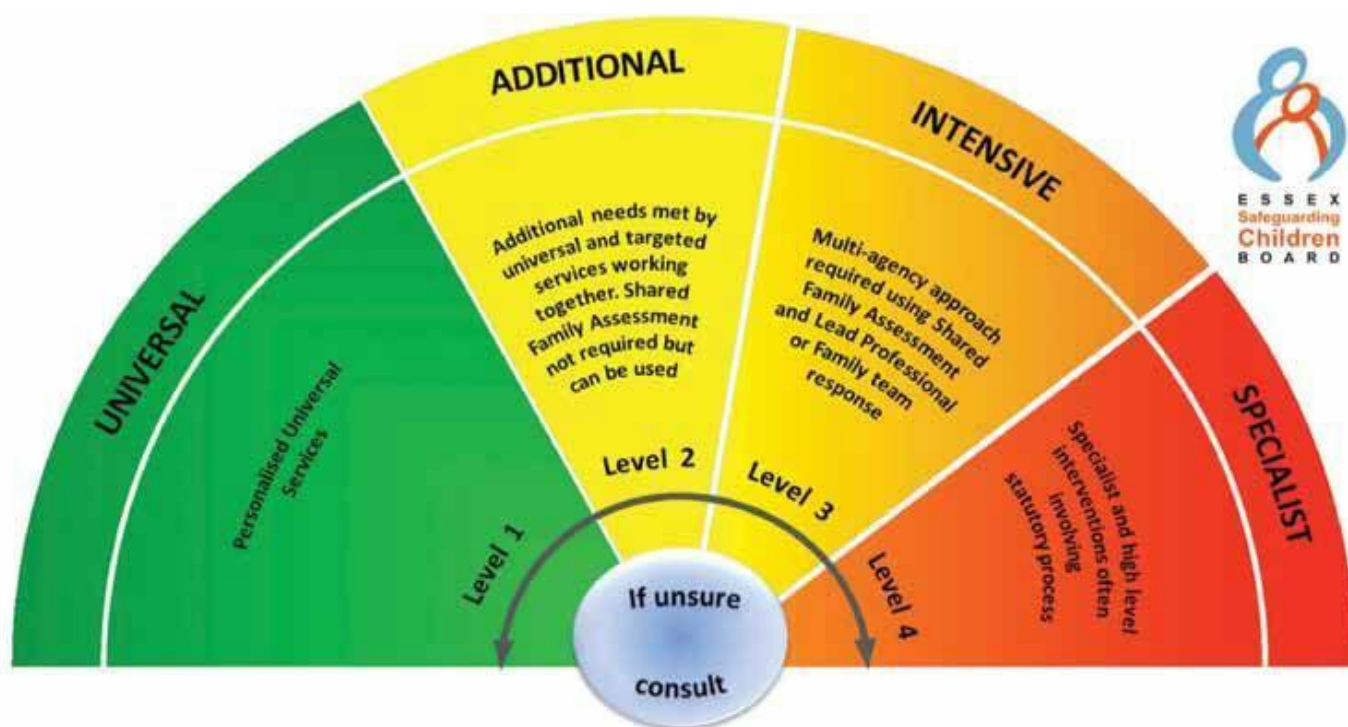 UNIVERSAL
Personalised Universal
Services
Level 1
ADDITIONAL
Additional needs met by
universal and targeted
services working
together. Shared
Family Assessment
not required but
can be used
Level 2
INTENSIVE
Multi-agency approach
required using Shared
Family Assessment
and Lead Professional
or Family team
response
Level 3
SPECIALIST
Specialist and high level
interventions often
involving
statutory process
Level 4
If unsure
consult
ESSEX
Safeguarding
Children
BOARD